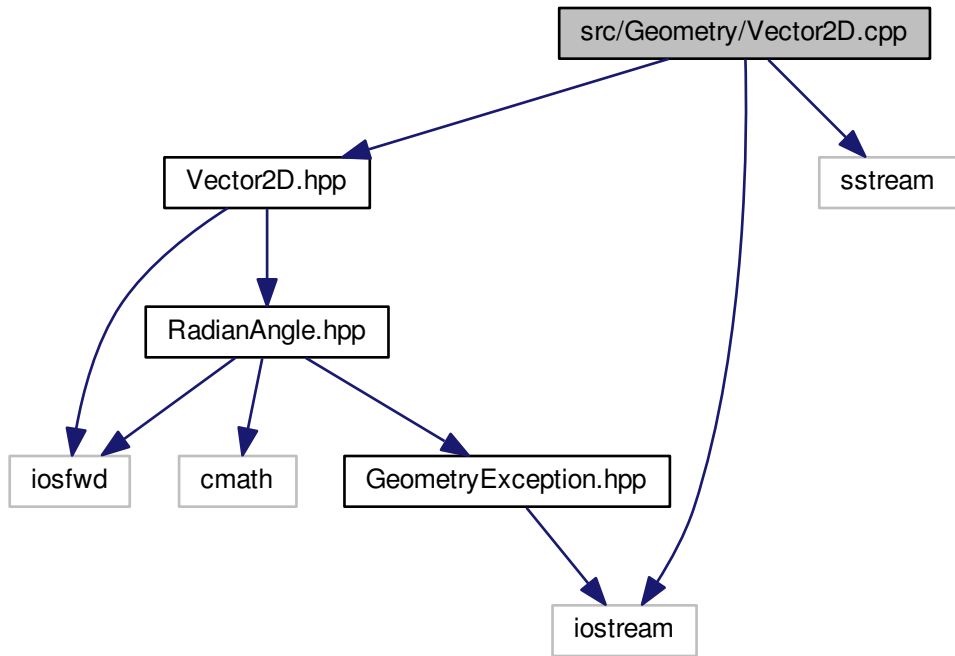 src/Geometry/Vector2D.cpp
Vector2D.hpp
sstream
RadianAngle.hpp
iosfwd
cmath
GeometryException.hpp
iostream